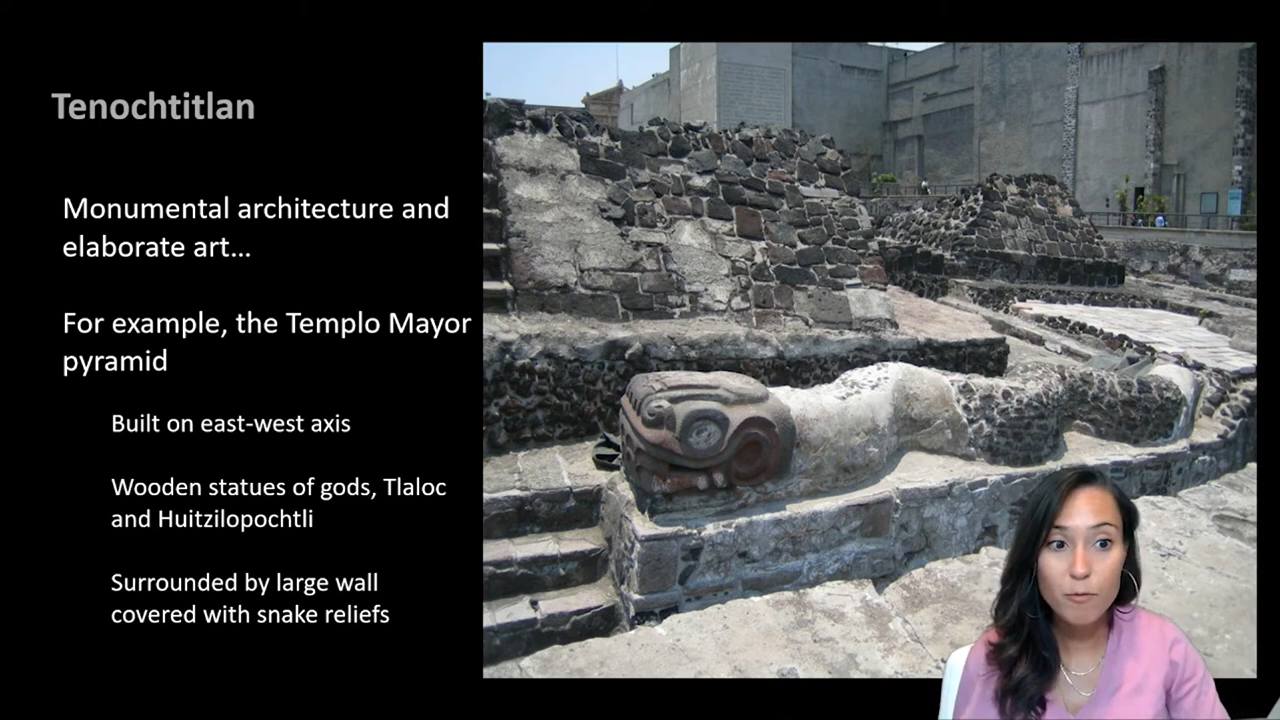 Tenochtitlan
Monumental architecture and
elaborate art...
For example, the Templo Mayor
pyramid
Built on east-west axis
Wooden statues of gods, Tlaloc
and Huitzilopochtli
Surrounded by large wall
covered with snake reliefs